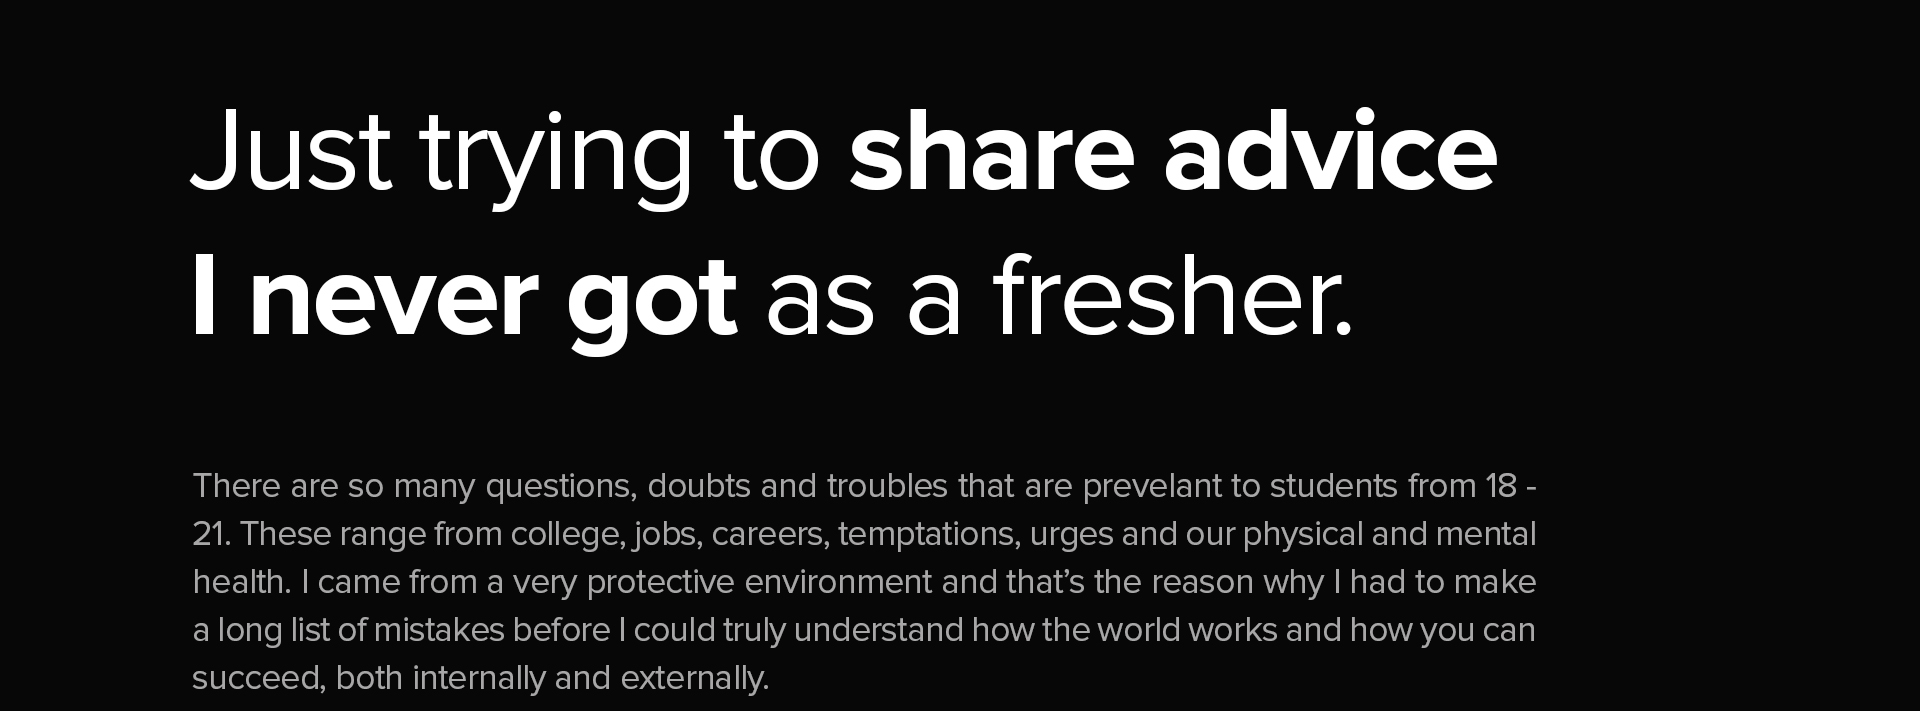 Just trying to share advice
I never got as a fresher.
There are so many questions, doubts and troubles that are prevelant to students from 18 -
21. These range from college, jobs, careers, temptations, urges and our physical and mental
health. I came from a very protective environment and that’s the reason why I had to make
a long list of mistakes before I could truly understand how the world works and how you can
succeed, both internally and externally.